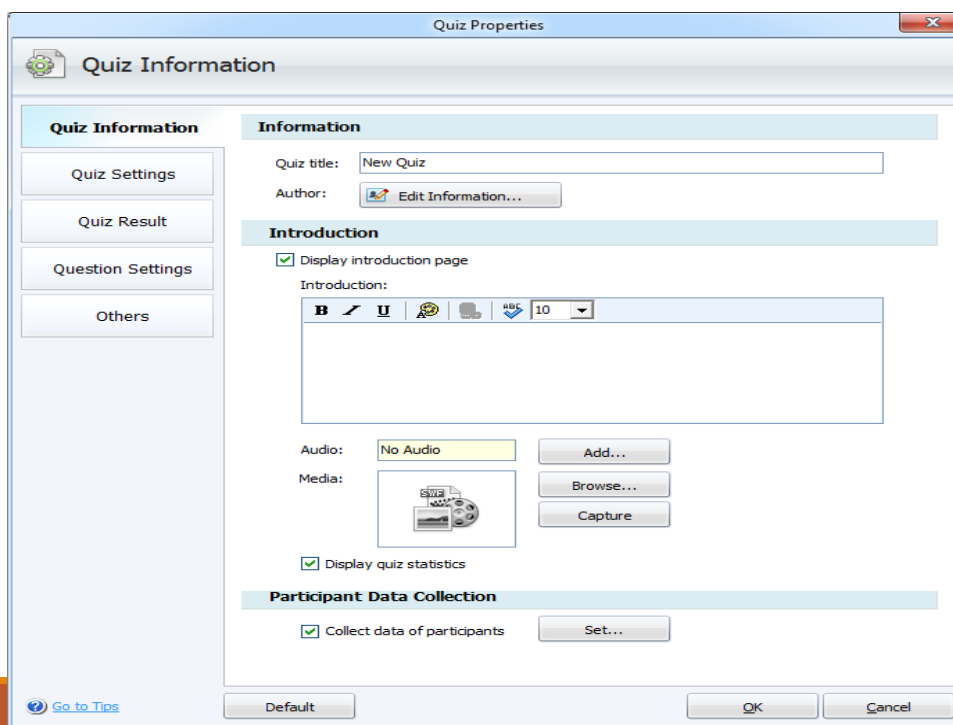 Quiz Properties
Quiz Information
Quiz Information
Quiz Settings
Quiz Result
Question Settings
Others
Information
Quiz title: New Quiz
Author: Edit Information...
Introduction
Display introduction page
Introduction:
B I U A ABC 10
Audio: No Audio Add...
Media: SWF Browse...
Capture
Display quiz statistics
Participant Data Collection
Collect data of participants Set...
Go to Tips Default OK Cancel